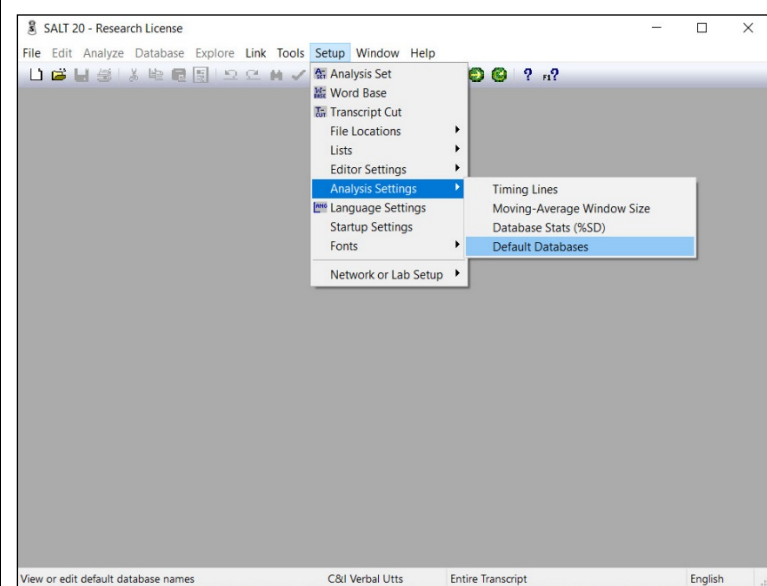 SALT 20 - Research License
File Edit Analyze Database Explore Link Tools Setup Window Help
Analysis Set
Word Base
Transcript Cut
File Locations
Lists
Editor Settings
Analysis Settings
Language Settings
Startup Settings
Fonts
Network or Lab Setup
Timing Lines
Moving-Average Window Size
Database Stats (%SD)
Default Databases
View or edit default database names C&I Verbal Utts Entire Transcript English